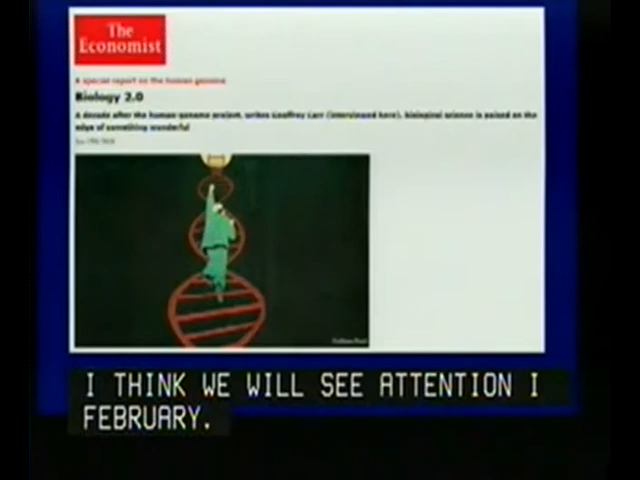 The
Economist
A special report on the human genome
Biology 2.0
A decade after the human-genome project, writes Geoffrey Carr (interviewed here), biological science is poised on the
edge of something wonderful
I THINK WE WILL SEE ATTENTION I
FEBRUARY.